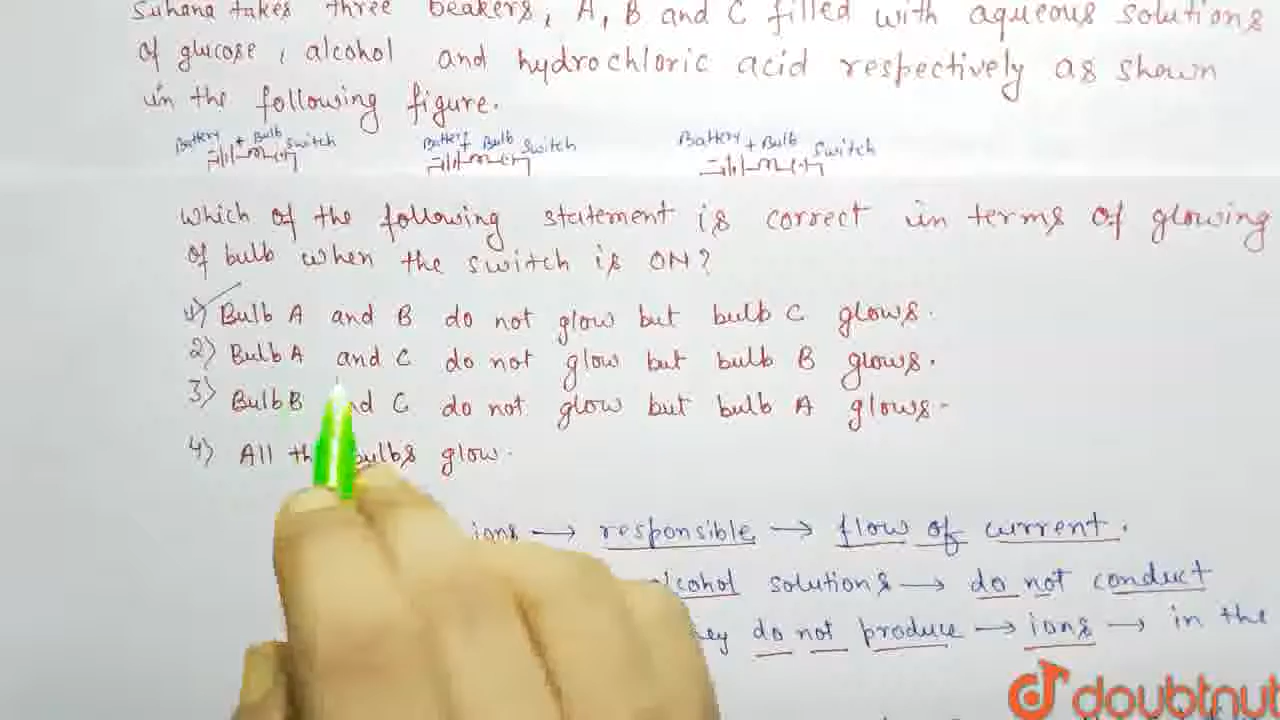 Suhana takes three beakers, A, B and C filled with aqueous solutions
of glucose, alcohol and hydrochloric acid respectively as shown
in the following figure.
Battery + Bulb Switch
Battery + Bulb Switch
Battery + Bulb Switch
Which of the following statement is correct in terms of glowing
of bulb when the switch is ON?
1) Bulb A and B do not glow but bulb C glows.
2) Bulb A and C do not glow but bulb B glows.
3) Bulb B and C do not glow but bulb A glows.
4) All the bulbs glow.
ions → responsible → flow of current.
alcohol solutions → do not conduct
do not produce → ions → in the
doubtnut